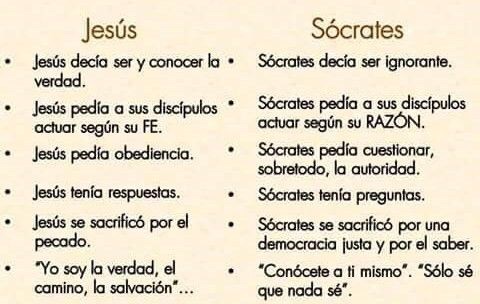 Jesús
• Jesús decía ser y conocer la
verdad.
• Jesús pedía a sus discípulos
actuar según su FE.
• Jesús pedía obediencia.
• Jesús tenía respuestas.
• Jesús se sacrificó por el
pecado.
• "Yo soy la verdad, el
camino, la salvación"...
Sócrates
• Sócrates decía ser ignorante.
• Sócrates pedía a sus discípulos
actuar según su RAZÓN.
• Sócrates pedía cuestionar,
sobretodo, la autoridad.
• Sócrates tenía preguntas.
• Sócrates se sacrificó por una
democracia justa y por el saber.
• "Conócete a ti mismo". "Sólo sé
que nada sé".